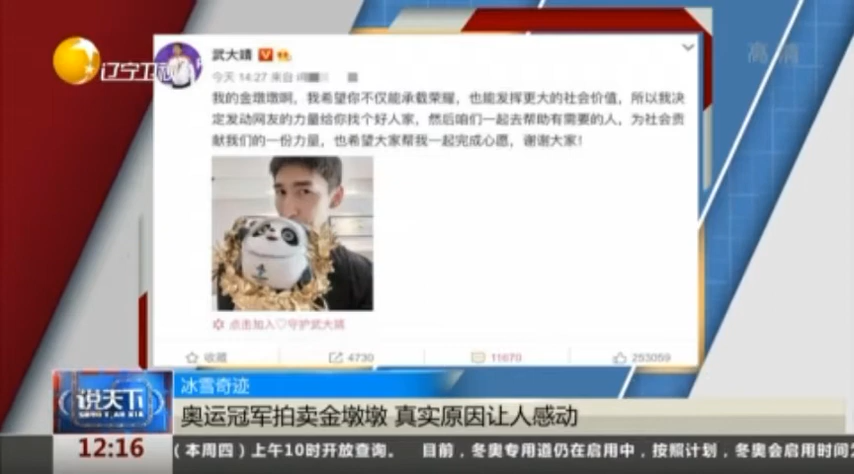 辽宁卫视
高清
武大靖
今天 14:27 来自
我的金墩墩啊，我希望你不仅能承载荣耀，也能发挥更大的社会价值，所以我决
定发动网友的力量给你找个好人家，然后咱们一起去帮助有需要的人，为社会贡
献我们的一份力量，也希望大家帮我一起完成心愿，谢谢大家！
点击加入♡守护武大靖
收藏 4730 11670 253059
冰雪奇迹
说天下
SHUO TIAN XIA
奥运冠军拍卖金墩墩 真实原因让人感动
12:16
（本周四）上午10时开放查询。 目前，冬奥专用道仍在启用中，按照计划，冬奥会启用时间为